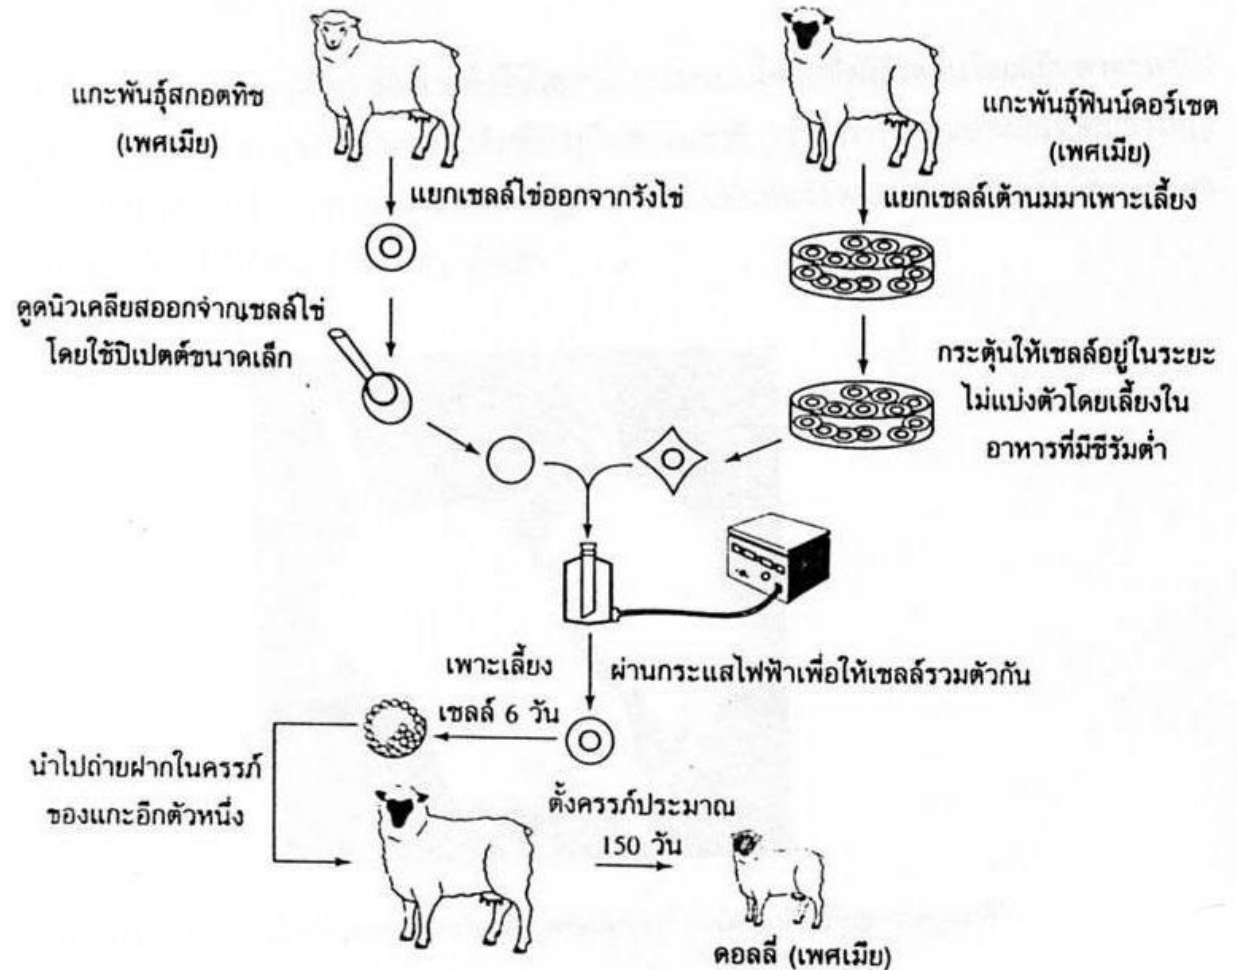 แกะพันธุ์สกอตทิช
(เพศเมีย)
แกะพันธุ์ฟินน์ดอร์เซต
(เพศเมีย)
แยกเซลล์ไข่ออกจากรังไข่
แยกเซลล์เต้านมมาเพาะเลี้ยง
ดูดนิวเคลียสออกจากเซลล์ไข่
โดยใช้ปิเปตต์ขนาดเล็ก
กระตุ้นให้เซลล์อยู่ในระยะ
ไม่แบ่งตัวโดยเลี้ยงใน
อาหารที่มีซีรัมต่ำ
เพาะเลี้ยง
เซลล์ 6 วัน
ผ่านกระแสไฟฟ้าเพื่อให้เซลล์รวมตัวกัน
นำไปถ่ายฝากในครรภ์
ของแกะอีกตัวหนึ่ง
ตั้งครรภ์ประมาณ
150 วัน
ดอลลี่ (เพศเมีย)